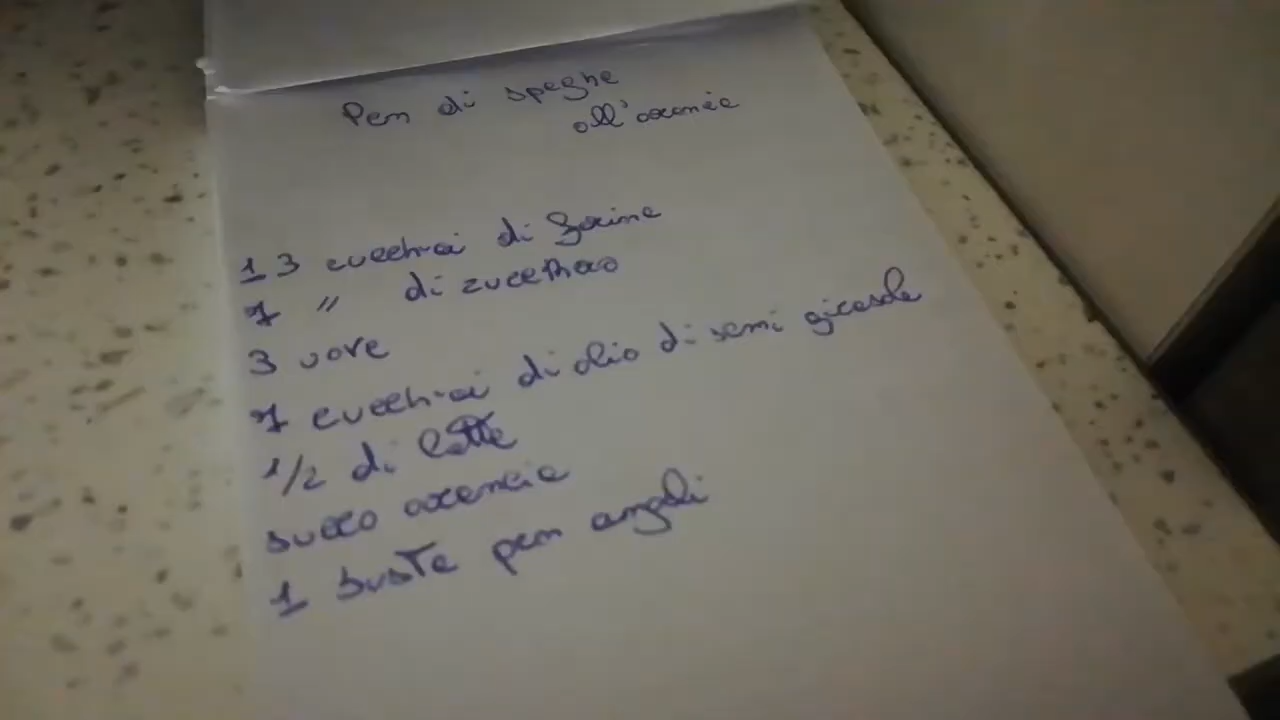 Pan di spagna
all'arancia
13 cucchiai di farina
7 " di zucchero
3 uova
7 cucchiai di olio di semi girasole
1/2 di latte
succo arancia
1 busta pan angeli